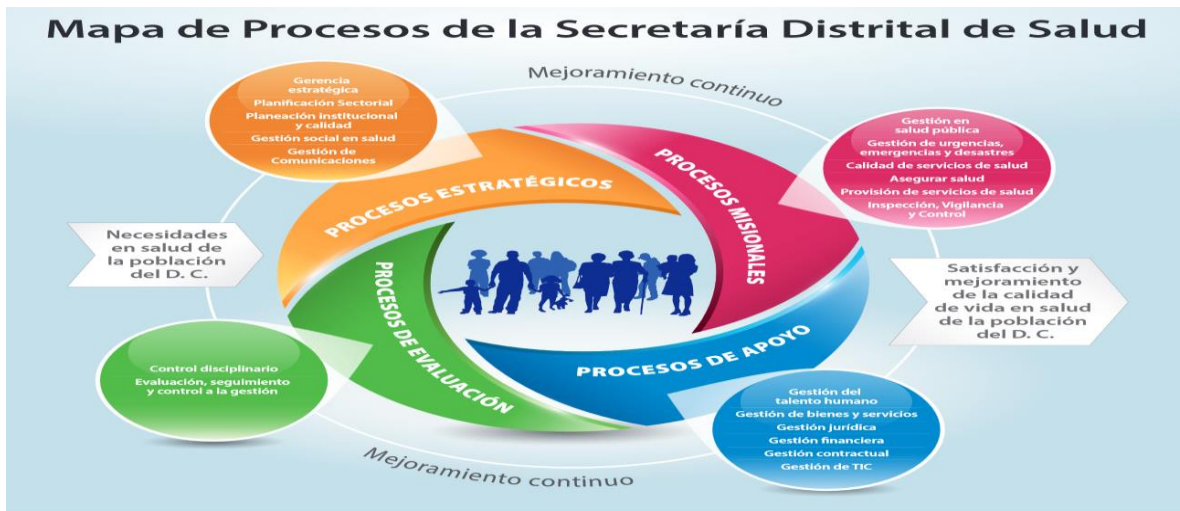 Mapa de Procesos de la Secretaría Distrital de Salud
Mejoramiento continuo
Gerencia
estratégica
Planificación Sectorial
Planeación institucional
y calidad
Gestión social en salud
Gestión de
Comunicaciones
PROCESOS ESTRATÉGICOS
PROCESOS MISIONALES
Gestión en
salud pública
Gestión de urgencias,
emergencias y desastres
Calidad de servicios de salud
Asegurar salud
Provisión de servicios de salud
Inspección, Vigilancia
y Control
Necesidades
en salud de
la población
del D. C.
Satisfacción y
mejoramiento
de la calidad
de vida en salud
de la población
del D. C.
PROCESOS DE EVALUACIÓN
PROCESOS DE APOYO
Control disciplinario
Evaluación, seguimiento
y control a la gestión
Gestión del
talento humano
Gestión de bienes y servicios
Gestión jurídica
Gestión financiera
Gestión contractual
Gestión de TIC
Mejoramiento continuo